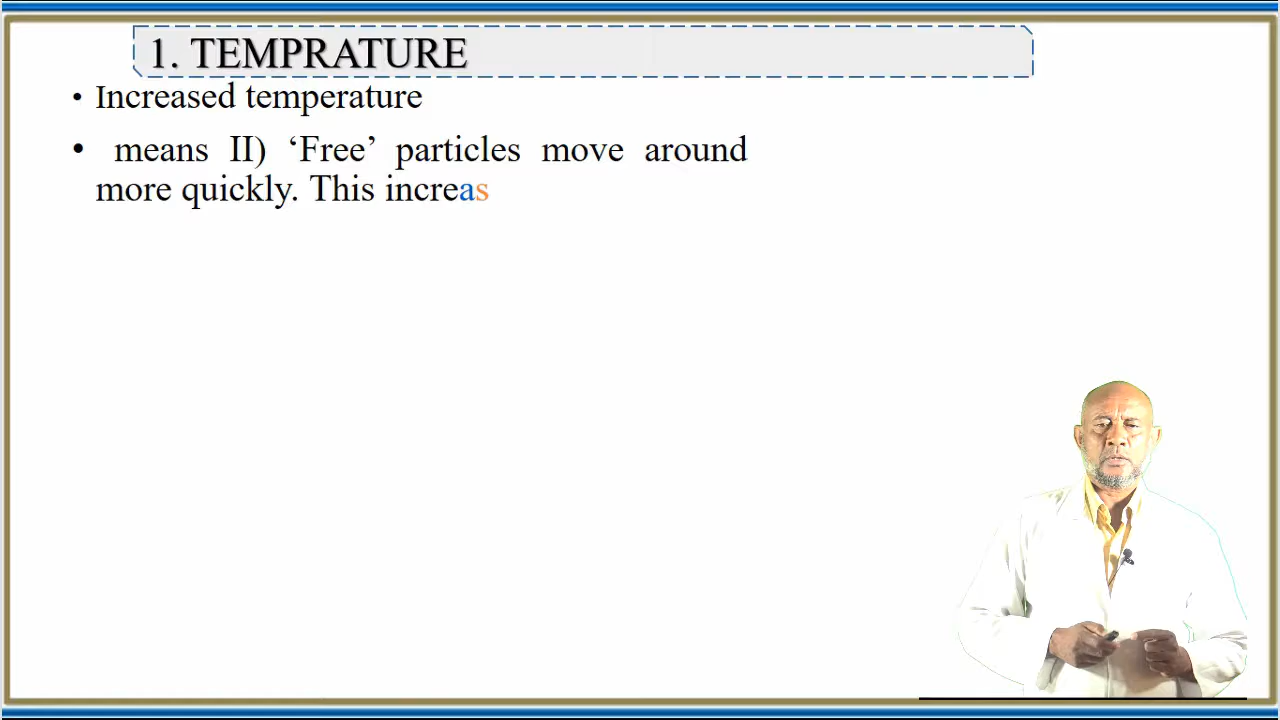 1. TEMPRATURE
• Increased temperature
• means II) ‘Free’ particles move around
more quickly. This increas